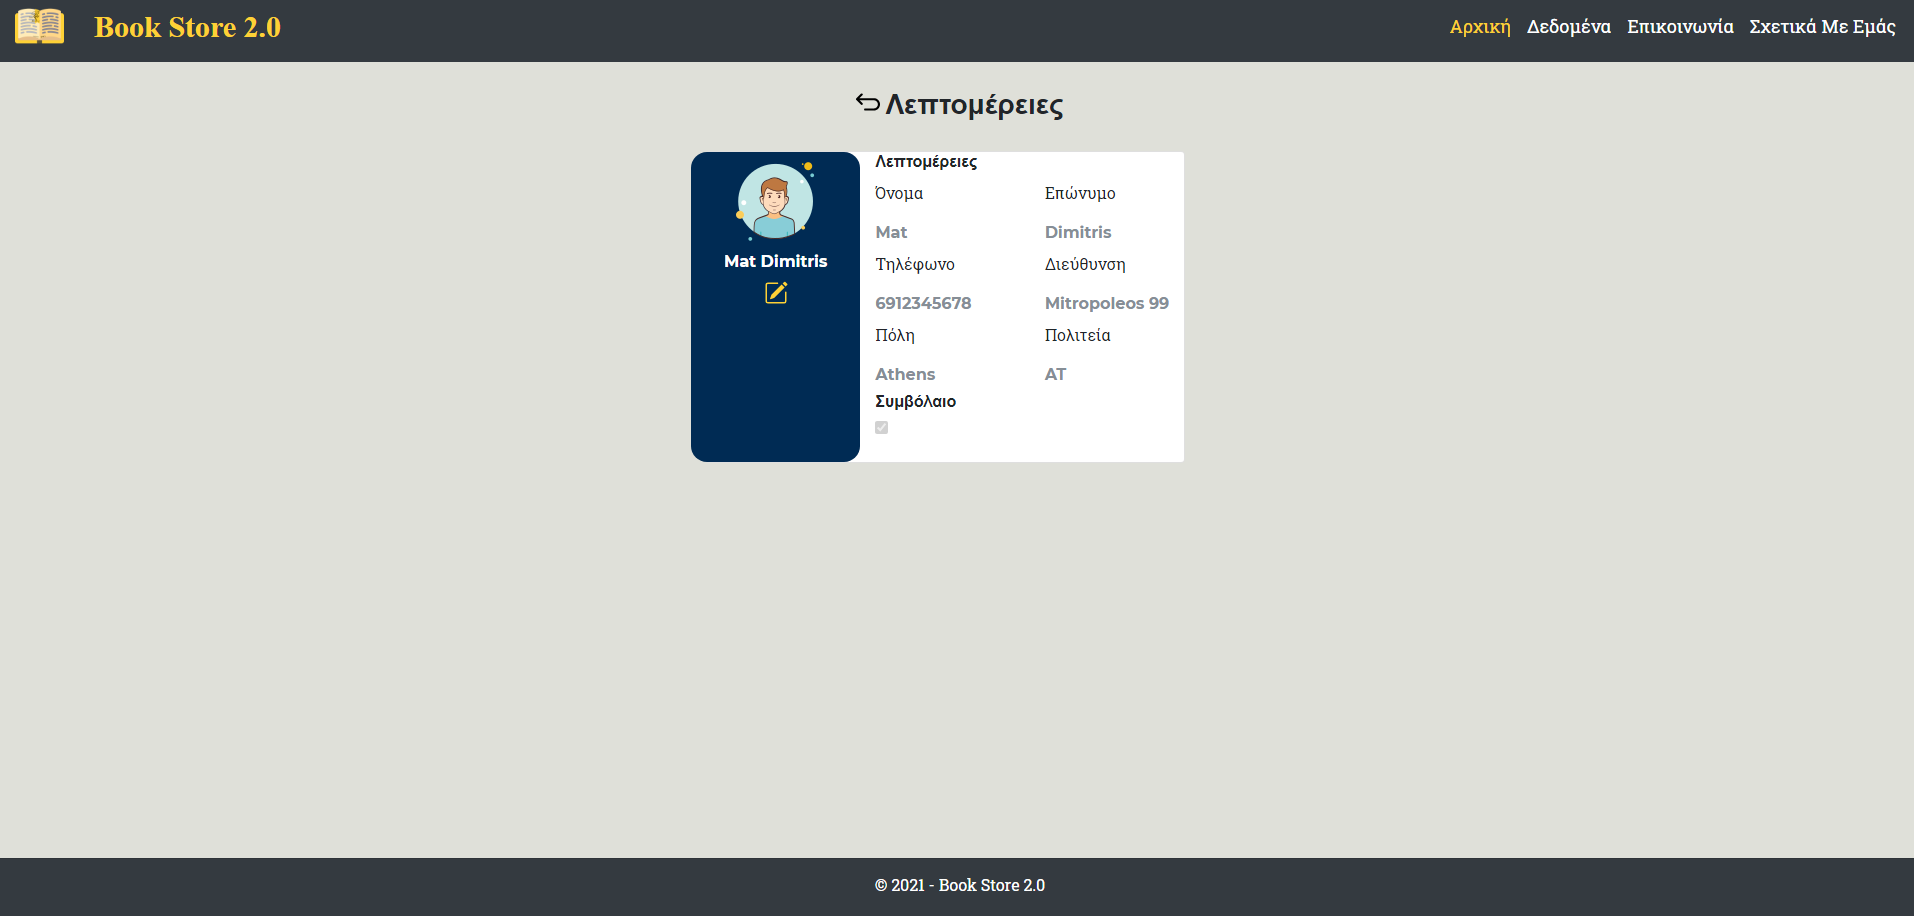 Book Store 2.0
Αρχική Δεδομένα Επικοινωνία Σχετικά Με Εμάς
Λεπτομέρειες
Mat Dimitris
Λεπτομέρειες
Όνομα Επώνυμο
Mat Dimitris
Τηλέφωνο Διεύθυνση
6912345678 Mitropoleos 99
Πόλη Πολιτεία
Athens AT
Συμβόλαιο
© 2021 - Book Store 2.0